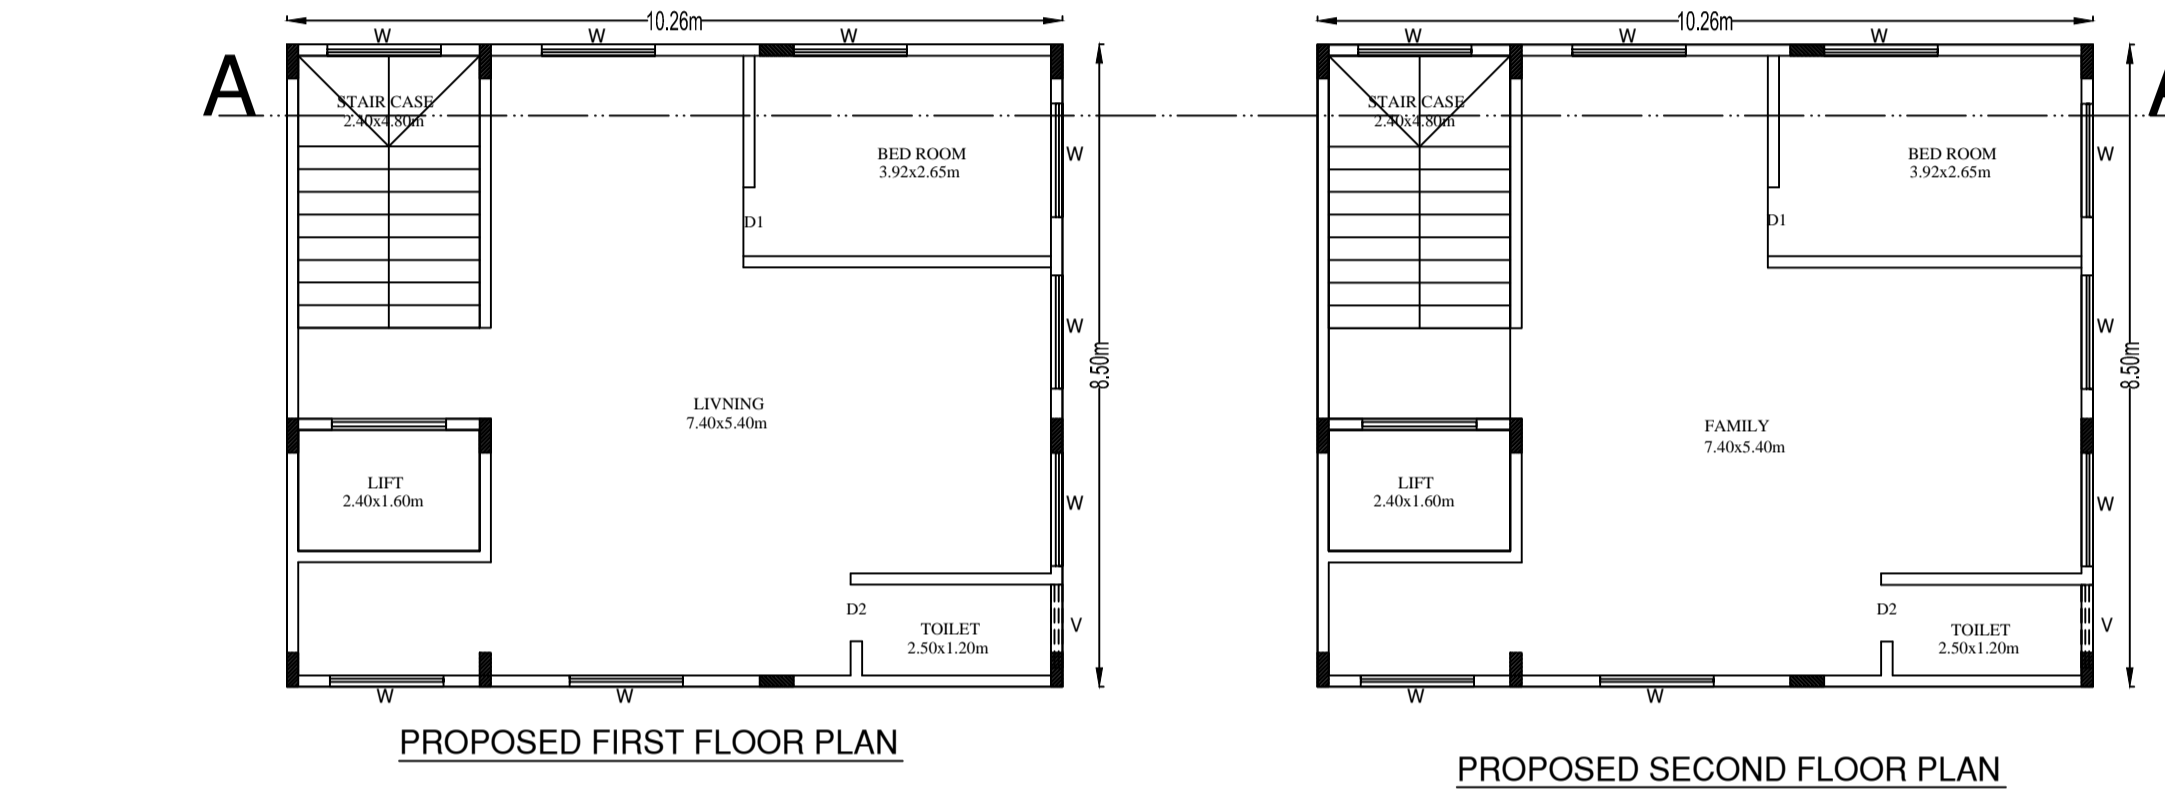 10.26m
W
W
W
A
STAIR CASE
2.40x4.80m
BED ROOM
3.92x2.65m
W
D1
W
8.50m
LIVNING
7.40x5.40m
LIFT
2.40x1.60m
W
D2
TOILET
2.50x1.20m
V
W
W
PROPOSED FIRST FLOOR PLAN
10.26m
W
W
W
STAIR CASE
2.40x4.80m
BED ROOM
3.92x2.65m
W
D1
W
8.50m
FAMILY
7.40x5.40m
LIFT
2.40x1.60m
W
D2
TOILET
2.50x1.20m
V
W
W
PROPOSED SECOND FLOOR PLAN